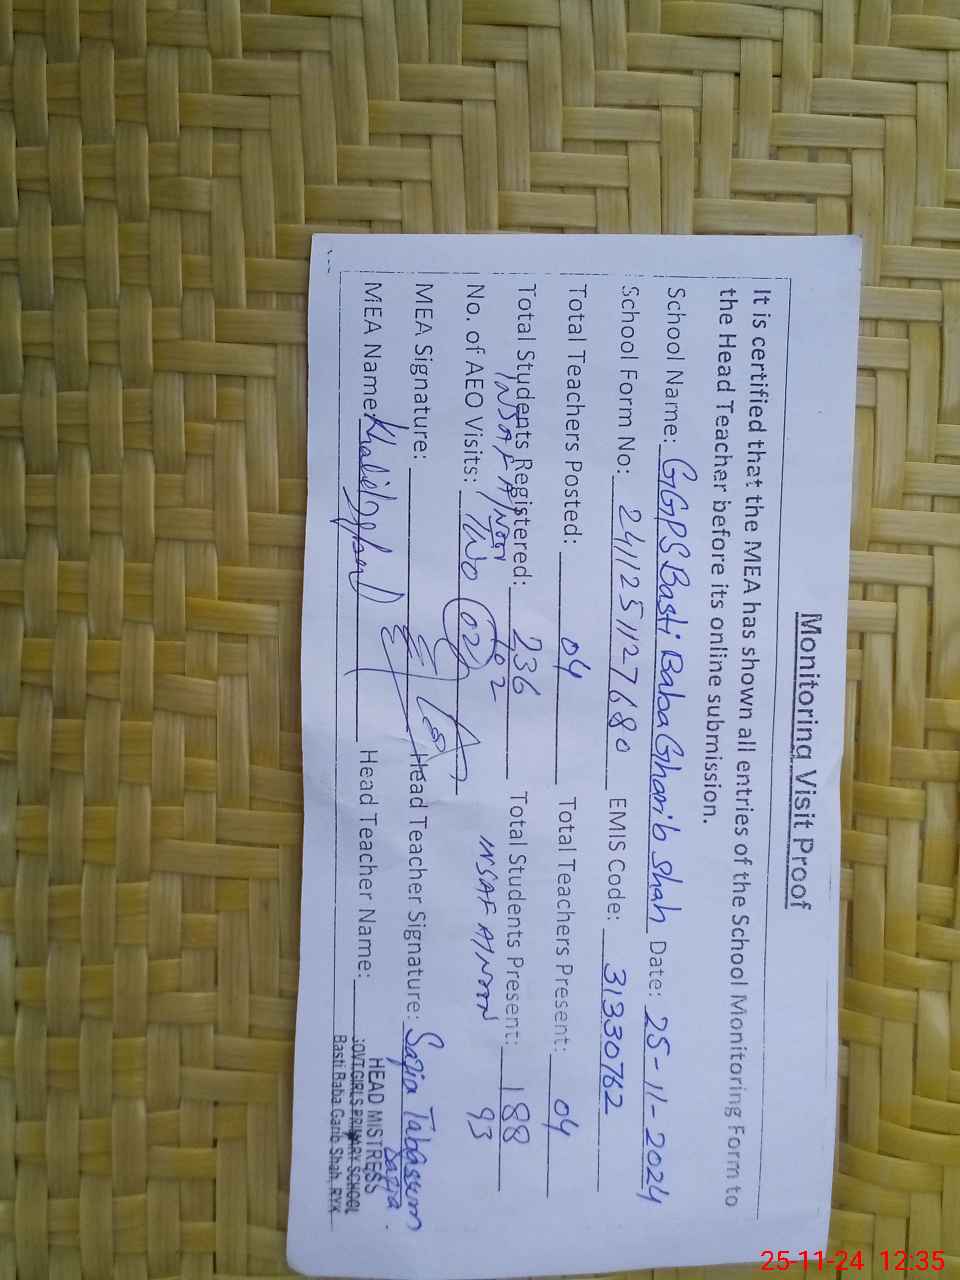 Monitoring Visit Proof
It is certified that the MEA has shown all entries of the School Monitoring Form to
the Head Teacher before its online submission.
School Name: GGPS Basti Baba Gharib Shah Date: 25-11-2024
School Form No: 2411251127680 EMIS Code: 31330762
Total Teachers Posted: 04 Total Teachers Present: 04
Total Students Registered: 236 Total Students Present: 188
INSAF A/Noon 102 INSAF A/Noon 93
No. of AEO Visits: Two (02)
MEA Signature: Head Teacher Signature: Sazia Tabassum
MEA Name: Khalid Head Teacher Name: Sazia
HEAD MISTRESS
GOVT.GIRLS PRIMARY SCHOOL
Basti Baba Garib Shah, RYK
25-11-24 12:35